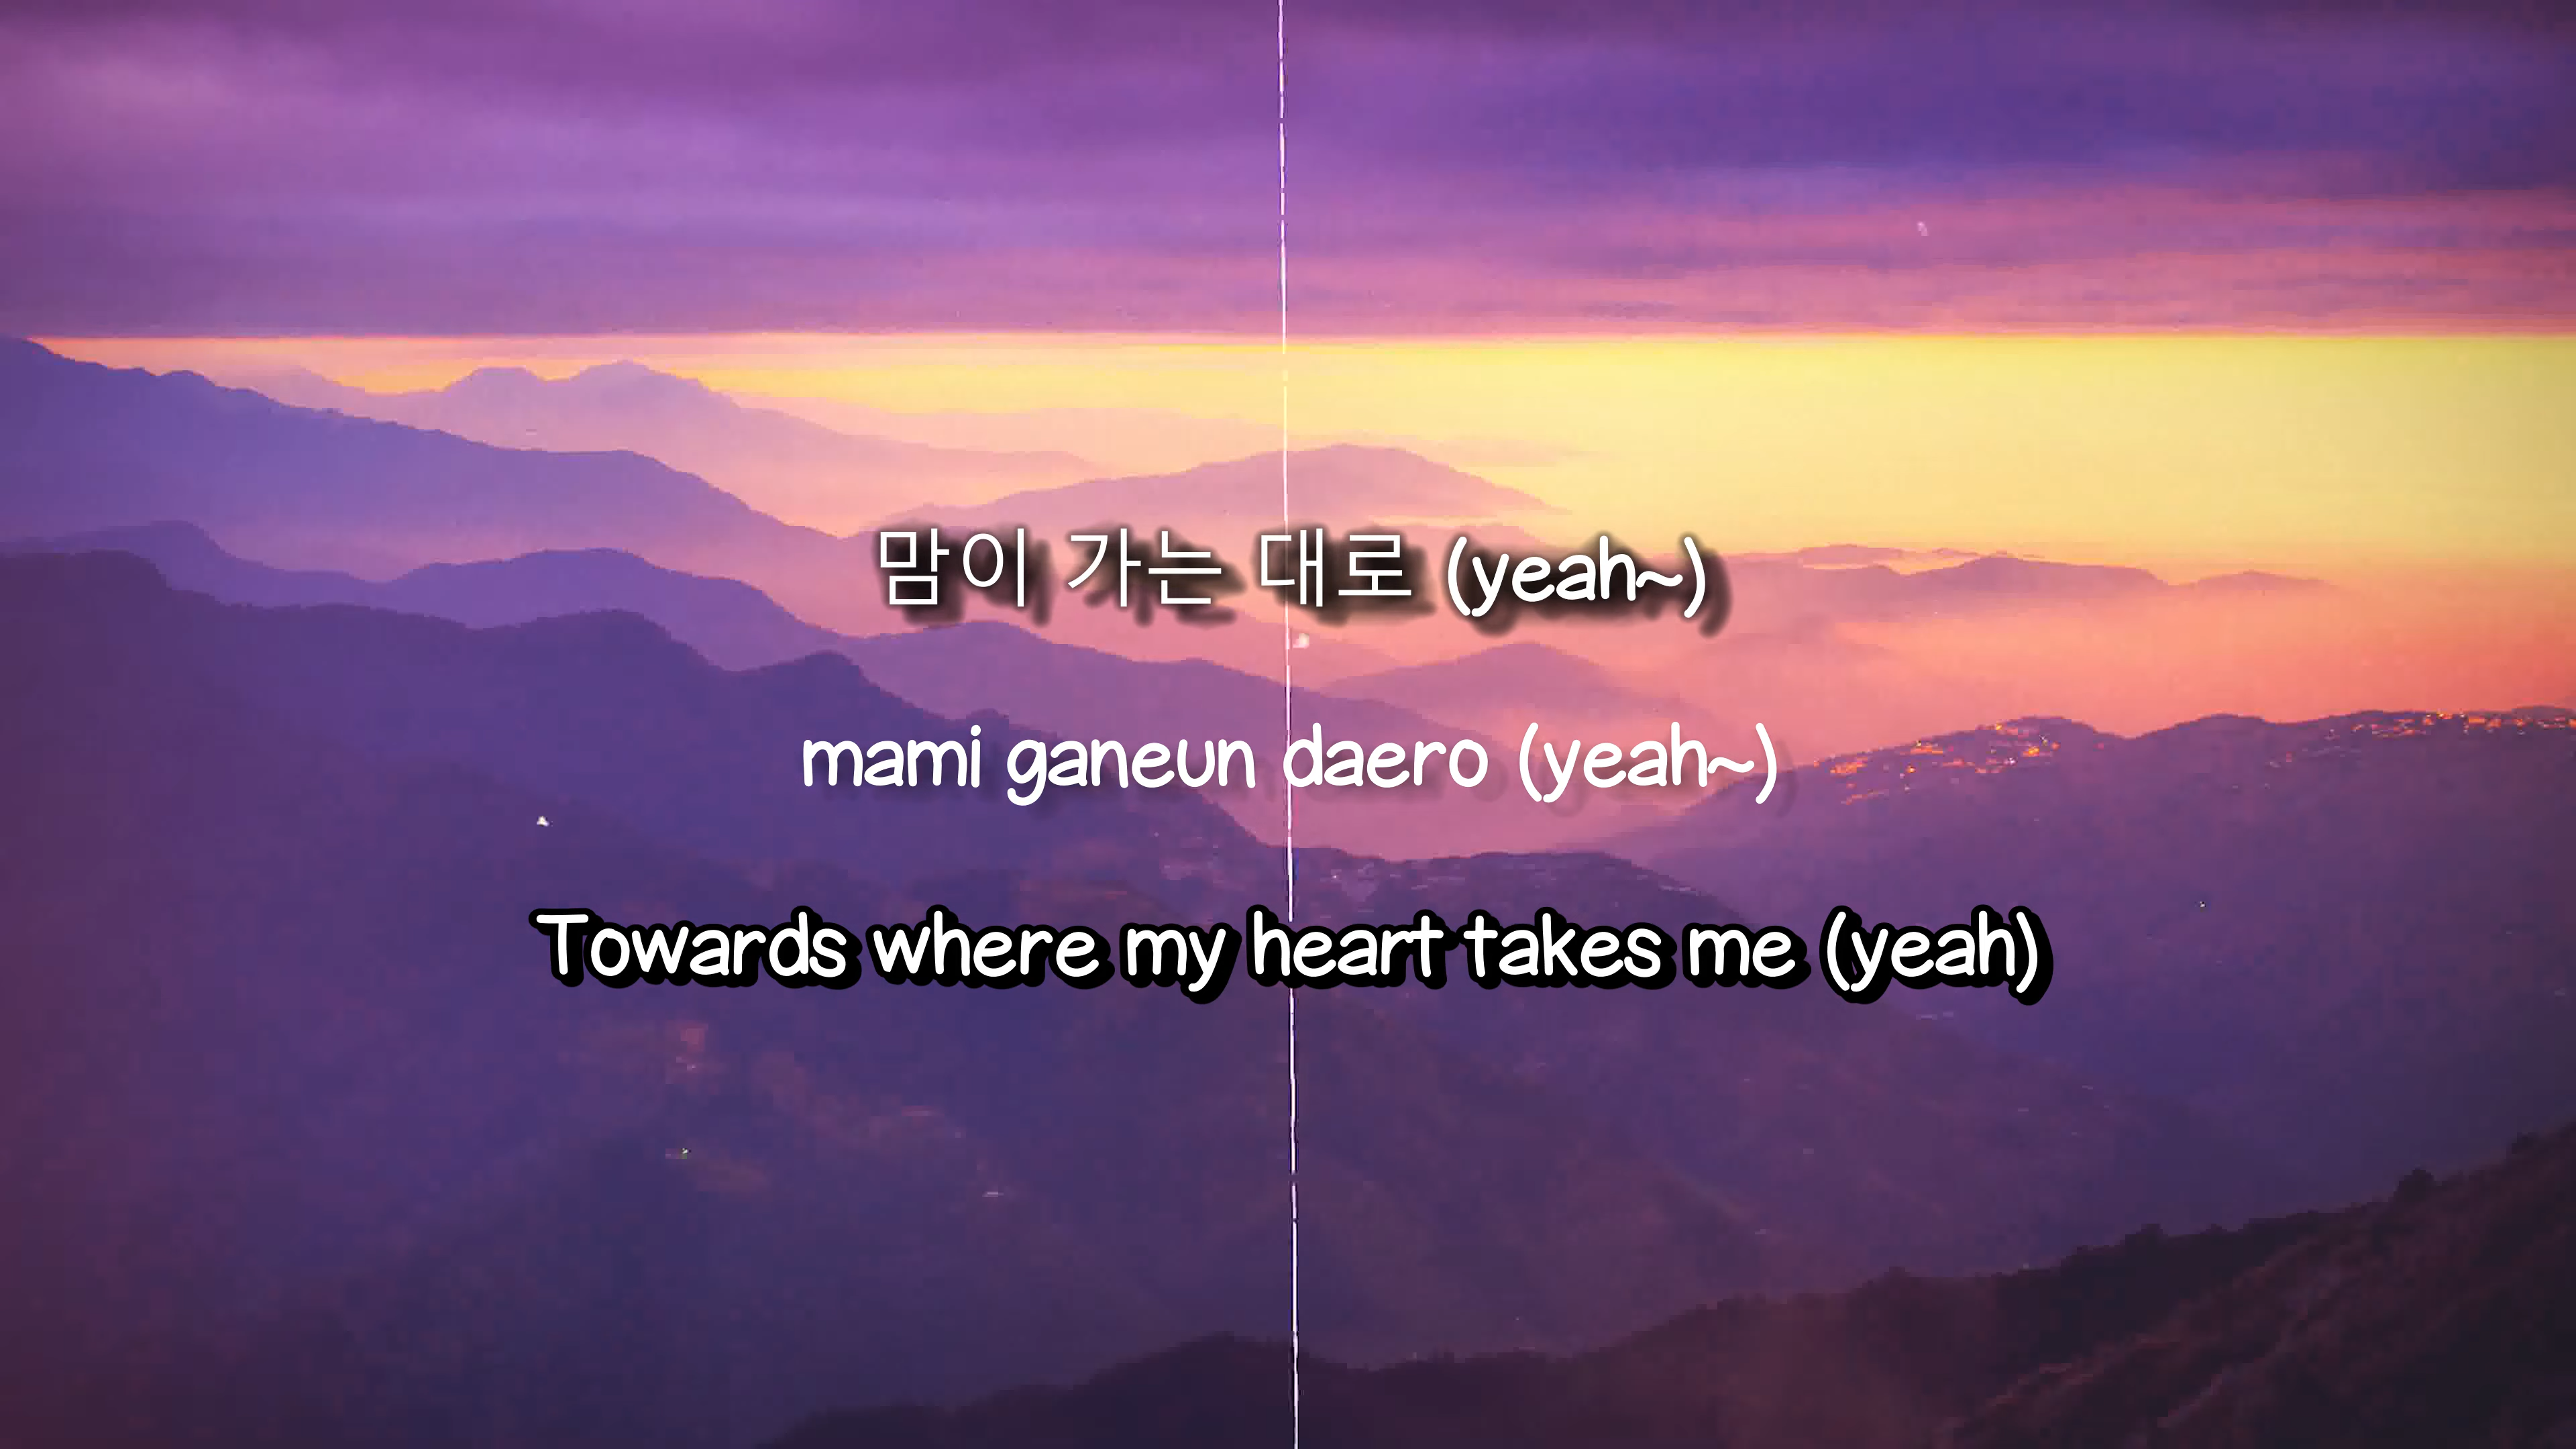 맘이 가는 대로 (yeah~)
mami ganeun daero (yeah~)
Towards where my heart takes me (yeah)